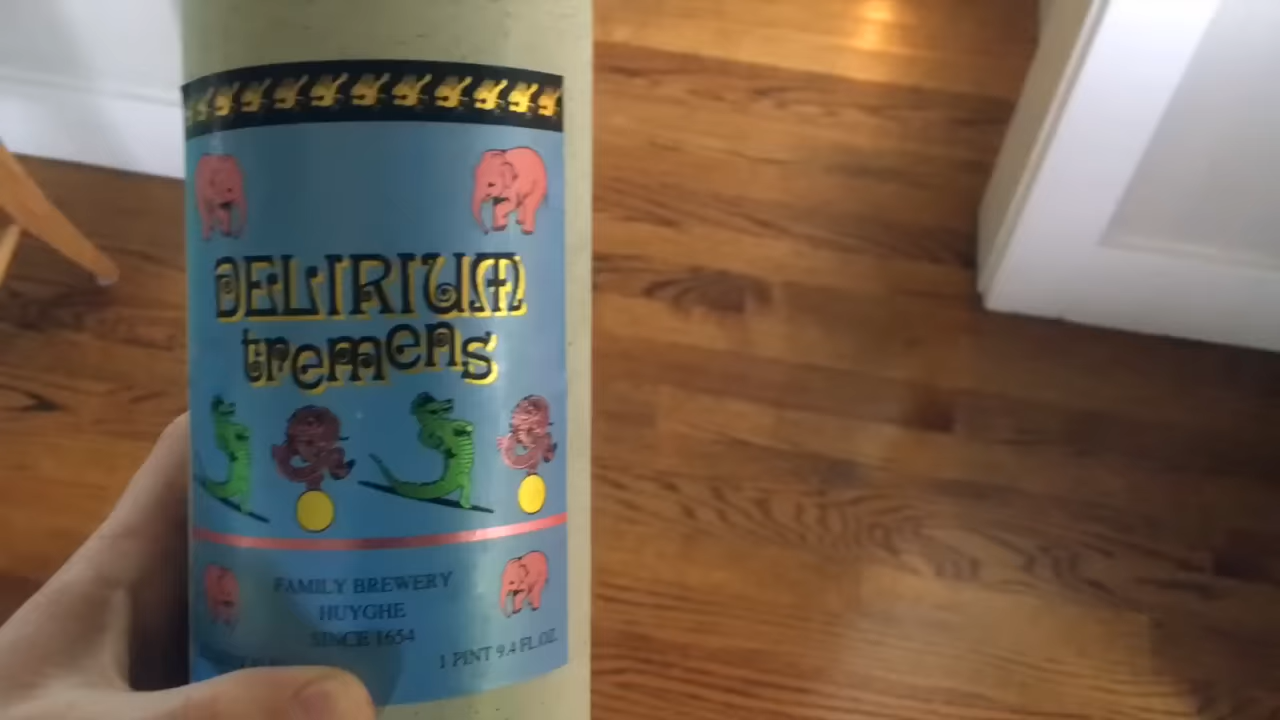 DELIRIUM
tremens
FAMILY BREWERY
HUYGHE
SINCE 1654
1 PINT 9.4 FL.OZ.